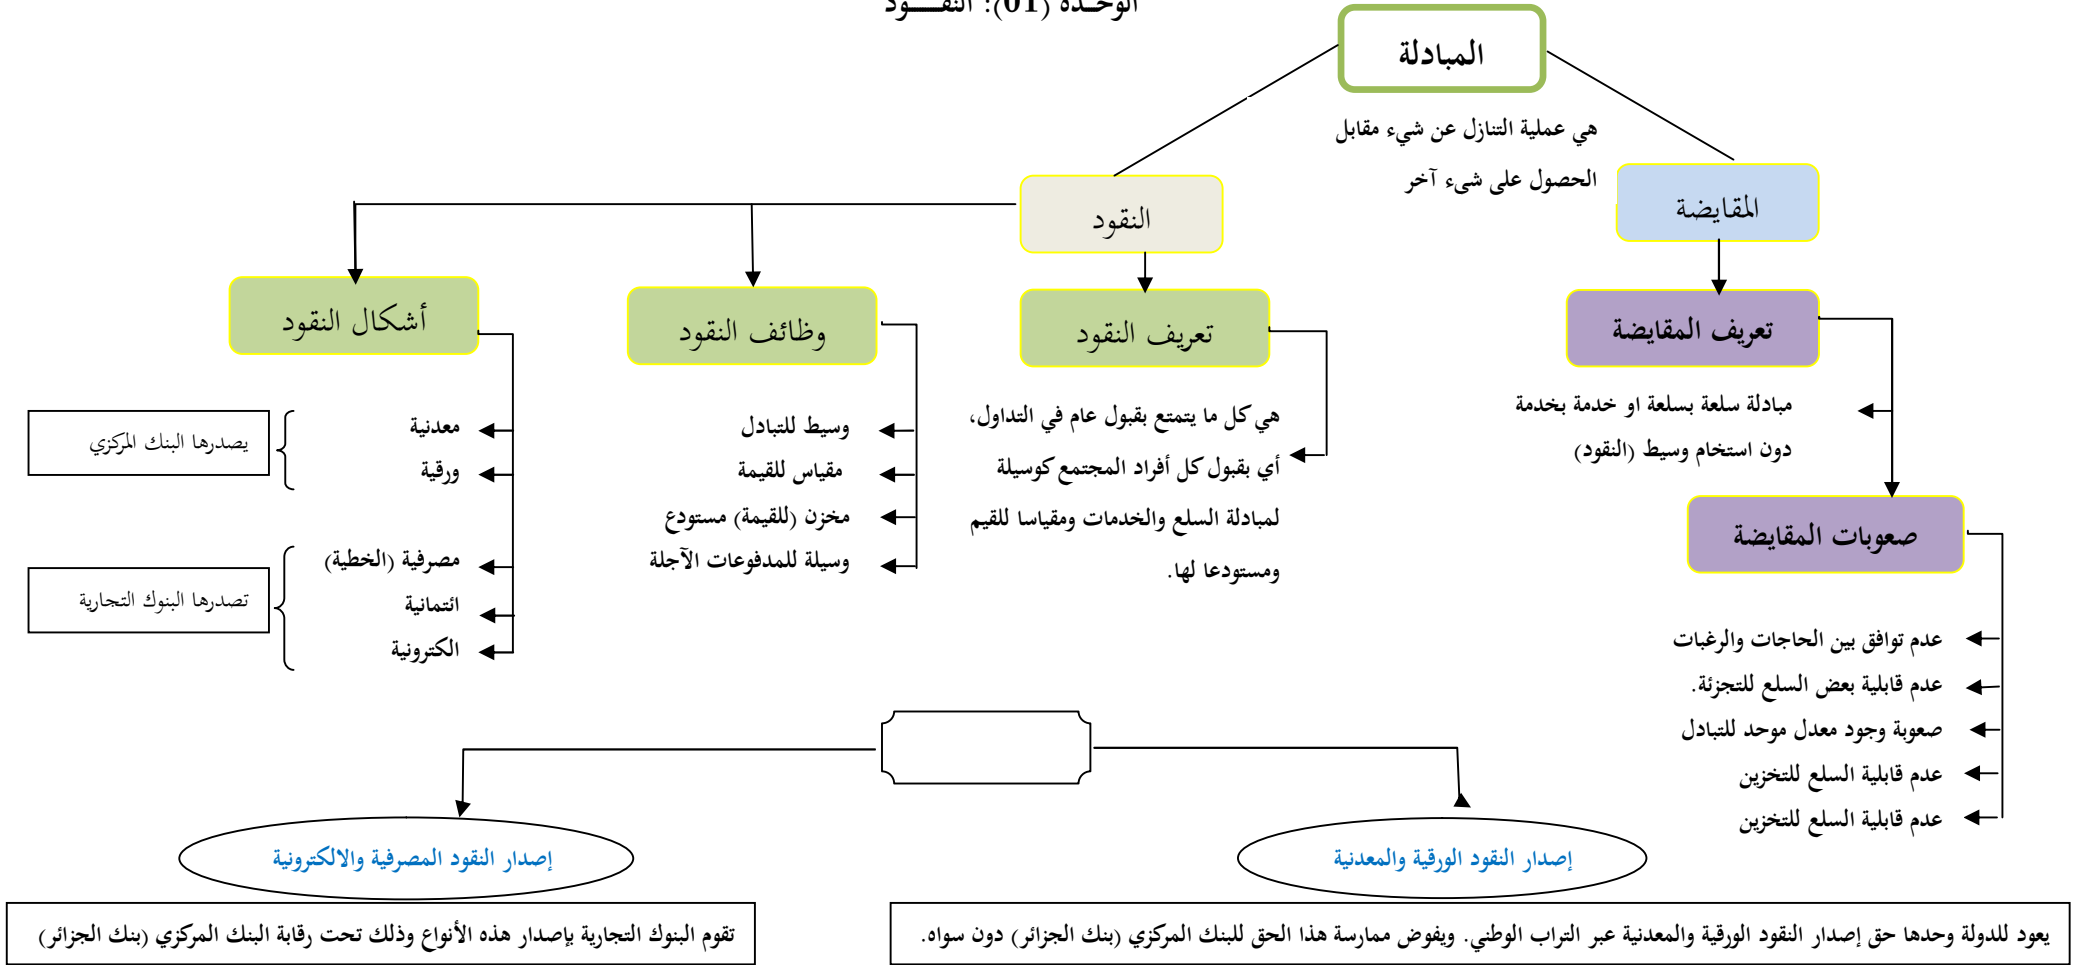 الوحـدة (01): النقـــود
المبادلة
هي عملية التنازل عن شيء مقابل
الحصول على شىء آخر
المقايضة
النقود
تعريف المقايضة
تعريف النقود
وظائف النقود
أشكال النقود
مبادلة سلعة بسلعة او خدمة بخدمة
دون استخام وسيط (النقود)
صعوبات المقايضة
عدم توافق بين الحاجات والرغبات
عدم قابلية بعض السلع للتجزئة.
صعوبة وجود معدل موحد للتبادل
عدم قابلية السلع للتخزين
عدم قابلية السلع للتخزين
هي كل ما يتمتع بقبول عام في التداول،
أي بقبول كل أفراد المجتمع كوسيلة
لمبادلة السلع والخدمات ومقياسا للقيم
ومستودعا لها.
وسيط للتبادل
مقياس للقيمة
مخزن (للقيمة) مستودع
وسيلة للمدفوعات الآجلة
معدنية
ورقية
يصدرها البنك المركزي
مصرفية (الخطية)
ائتمانية
الكترونية
تصدرها البنوك التجارية
إصدار النقود الورقية والمعدنية
إصدار النقود المصرفية والالكترونية
يعود للدولة وحدها حق إصدار النقود الورقية والمعدنية عبر التراب الوطني. ويفوض ممارسة هذا الحق للبنك المركزي (بنك الجزائر) دون سواه.
تقوم البنوك التجارية بإصدار هذه الأنواع وذلك تحت رقابة البنك المركزي (بنك الجزائر)